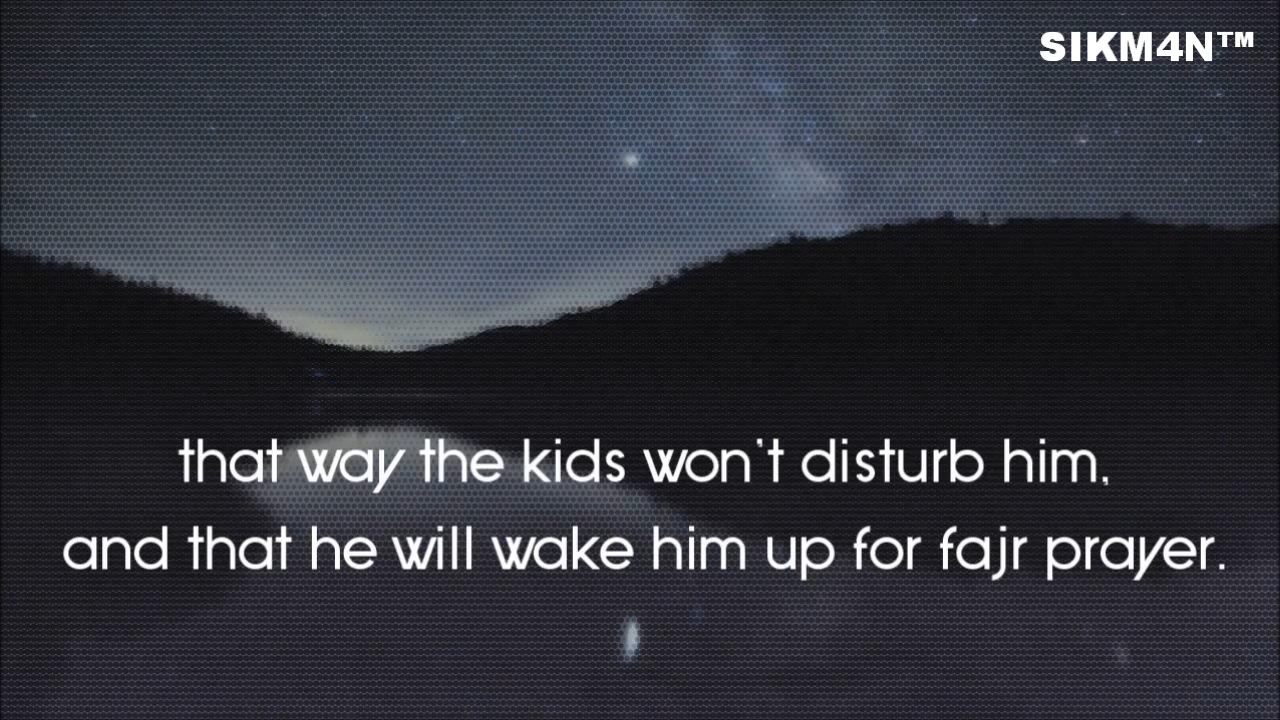 SIKM4N™
that way the kids won't disturb him,
and that he will wake him up for fajr prayer.